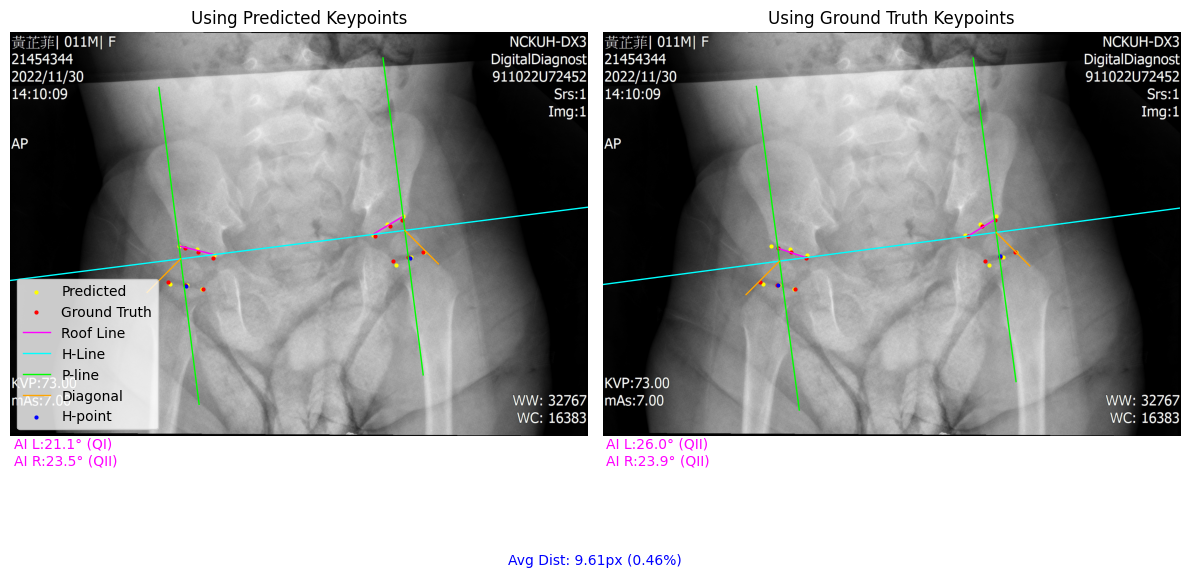 Using Predicted Keypoints
黃芷菲| 011M| F
21454344
2022/11/30
14:10:09
AP
NCKUH-DX3
DigitalDiagnost
911022U72452
Srs:1
Img:1
Predicted
Ground Truth
Roof Line
H-Line
P-line
Diagonal
H-point
KVP:73.00
mAs:7.00
WW: 32767
WC: 16383
AI L:21.1° (QI)
AI R:23.5° (QII)
Using Ground Truth Keypoints
黃芷菲| 011M| F
21454344
2022/11/30
14:10:09
AP
NCKUH-DX3
DigitalDiagnost
911022U72452
Srs:1
Img:1
KVP:73.00
mAs:7.00
WW: 32767
WC: 16383
AI L:26.0° (QII)
AI R:23.9° (QII)
Avg Dist: 9.61px (0.46%)